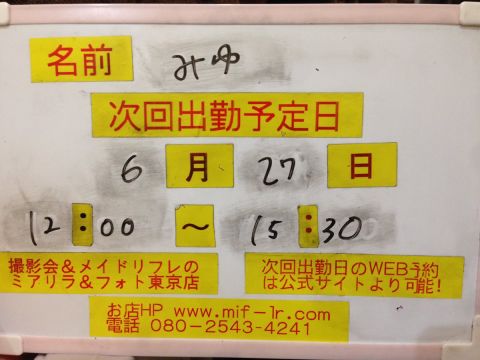 名前 みゆ
次回出勤予定日
6月27日
12:00~15:30
撮影会&メイドリフレの
ミアリラ&フォト東京店
次回出勤日のWEB予約
は公式サイトより可能!
お店HP www.mif-lr.com
電話 080-2543-4241